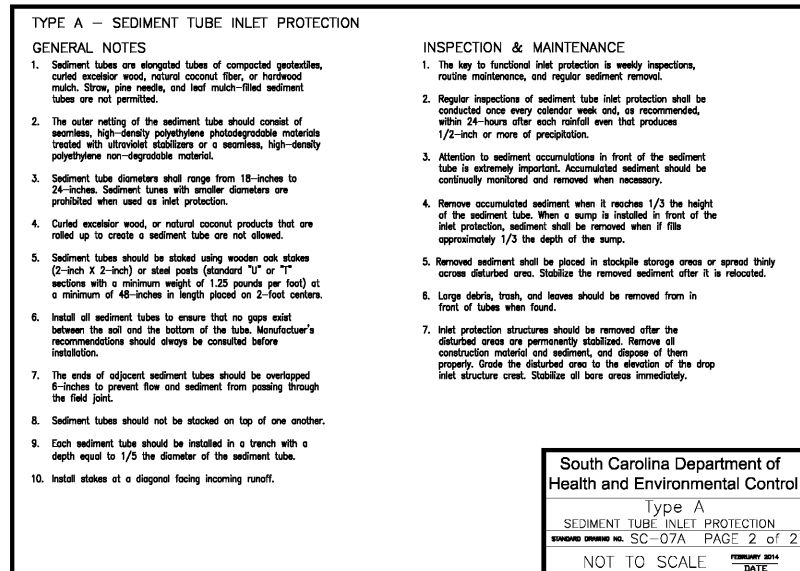 TYPE A – SEDIMENT TUBE INLET PROTECTION
GENERAL NOTES
1. Sediment tubes are elongated tubes of compacted geotextiles,
curled excelsior wood, natural coconut fiber, or hardwood
mulch. Straw, pine needle, and leaf mulch–filled sediment
tubes are not permitted.
2. The outer netting of the sediment tube should consist of
seamless, high–density polyethylene photodegradable materials
treated with ultraviolet stabilizers or a seamless, high–density
polyethylene non–degradable material.
3. Sediment tube diameters shall range from 18–inches to
24–inches. Sediment tunes with smaller diameters are
prohibited when used as inlet protection.
4. Curled excelsior wood, or natural coconut products that are
rolled up to create a sediment tube are not allowed.
5. Sediment tubes should be staked using wooden oak stakes
(2–inch X 2–inch) or steel posts (standard "U" or "T"
sections with a minimum weight of 1.25 pounds per foot) at
a minimum of 48–inches in length placed on 2–foot centers.
6. Install all sediment tubes to ensure that no gaps exist
between the soil and the bottom of the tube. Manufactuer's
recommendations should always be consulted before
installation.
7. The ends of adjacent sediment tubes should be overlapped
6–inches to prevent flow and sediment from passing through
the field joint.
8. Sediment tubes should not be stacked on top of one another.
9. Each sediment tube should be installed in a trench with a
depth equal to 1/5 the diameter of the sediment tube.
10. Install stakes at a diagonal facing incoming runoff.
INSPECTION & MAINTENANCE
1. The key to functional inlet protection is weekly inspections,
routine maintenance, and regular sediment removal.
2. Regular inspections of sediment tube inlet protection shall be
conducted once every calendar week and, as recommended,
within 24–hours after each rainfall even that produces
1/2–inch or more of precipitation.
3. Attention to sediment accumulations in front of the sediment
tube is extremely important. Accumulated sediment should be
continually monitored and removed when necessary.
4. Remove accumulated sediment when it reaches 1/3 the height
of the sediment tube. When a sump is installed in front of the
inlet protection, sediment shall be removed when if fills
approximately 1/3 the depth of the sump.
5. Removed sediment shall be placed in stockpile storage areas or spread thinly
across disturbed area. Stabilize the removed sediment after it is relocated.
6. Large debris, trash, and leaves should be removed from in
front of tubes when found.
7. Inlet protection structures should be removed after the
disturbed areas are permanently stabilized. Remove all
construction material and sediment, and dispose of them
properly. Grade the disturbed area to the elevation of the drop
inlet structure crest. Stabilize all bare areas immediately.
South Carolina Department of
Health and Environmental Control
Type A
SEDIMENT TUBE INLET PROTECTION
STANDARD DRAWING NO. SC–07A PAGE 2 of 2
NOT TO SCALE FEBRUARY 2014
DATE